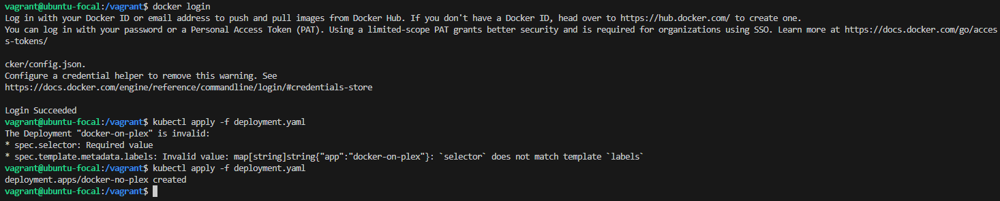 vagrant@ubuntu-focal:/vagrant$ docker login
Log in with your Docker ID or email address to push and pull images from Docker Hub. If you don't have a Docker ID, head over to https://hub.docker.com/ to create one.
You can log in with your password or a Personal Access Token (PAT). Using a limited-scope PAT grants better security and is required for organizations using SSO. Learn more at https://docs.docker.com/go/acces
s-tokens/
cker/config.json.
Configure a credential helper to remove this warning. See
https://docs.docker.com/engine/reference/commandline/login/#credentials-store
Login Succeeded
vagrant@ubuntu-focal:/vagrant$ kubectl apply -f deployment.yaml
The Deployment "docker-on-plex" is invalid:
* spec.selector: Required value
* spec.template.metadata.labels: Invalid value: map[string]string{"app":"docker-on-plex"}: `selector` does not match template `labels`
vagrant@ubuntu-focal:/vagrant$ kubectl apply -f deployment.yaml
deployment.apps/docker-no-plex created
vagrant@ubuntu-focal:/vagrant$